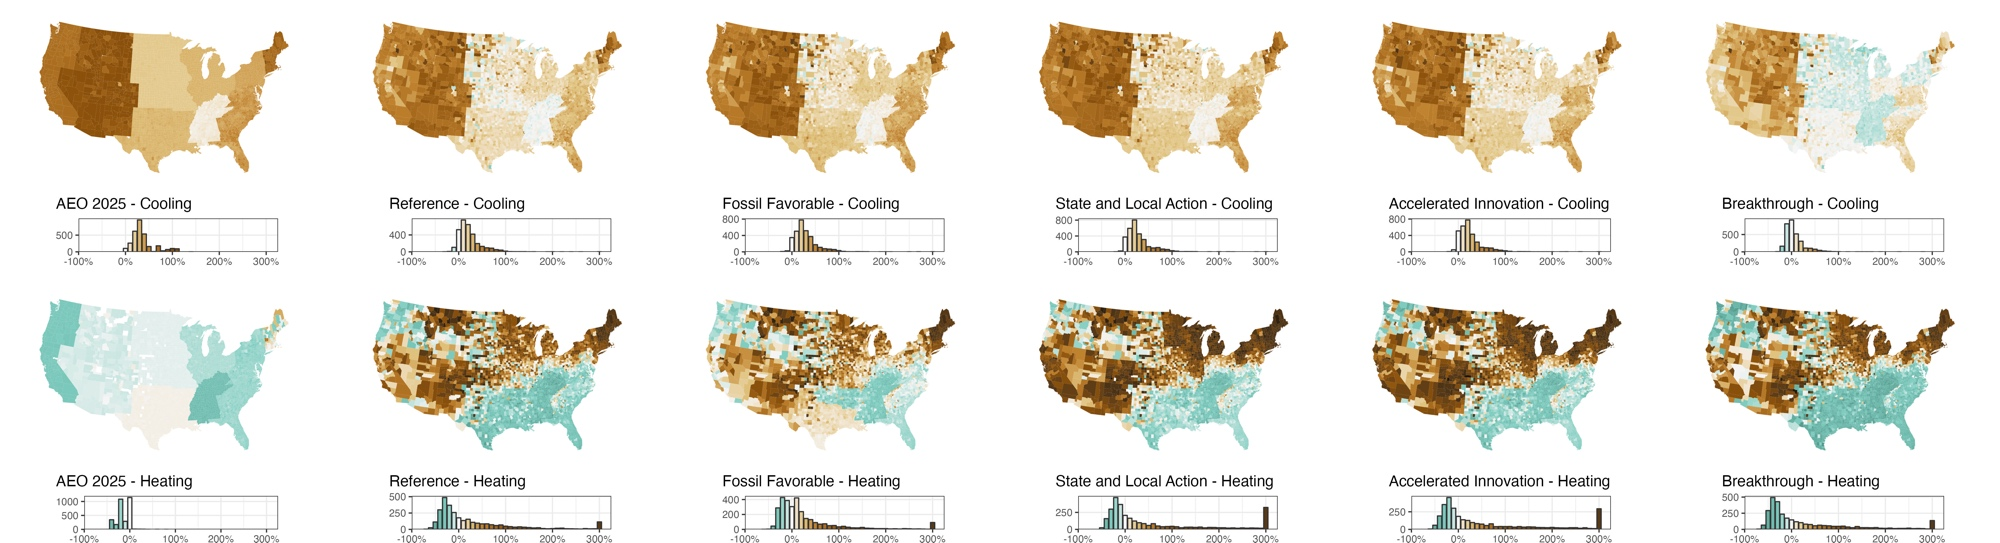 AEO 2025 - Cooling
500
0
-100% 0% 100% 200% 300%
Reference - Cooling
400
0
-100% 0% 100% 200% 300%
Fossil Favorable - Cooling
800
400
0
-100% 0% 100% 200% 300%
State and Local Action - Cooling
800
400
0
-100% 0% 100% 200% 300%
Accelerated Innovation - Cooling
800
400
0
-100% 0% 100% 200% 300%
Breakthrough - Cooling
500
0
-100% 0% 100% 200% 300%
AEO 2025 - Heating
1000
500
0
-100% 0% 100% 200% 300%
Reference - Heating
500
250
0
-100% 0% 100% 200% 300%
Fossil Favorable - Heating
400
200
0
-100% 0% 100% 200% 300%
State and Local Action - Heating
250
0
-100% 0% 100% 200% 300%
Accelerated Innovation - Heating
250
0
-100% 0% 100% 200% 300%
Breakthrough - Heating
500
250
0
-100% 0% 100% 200% 300%